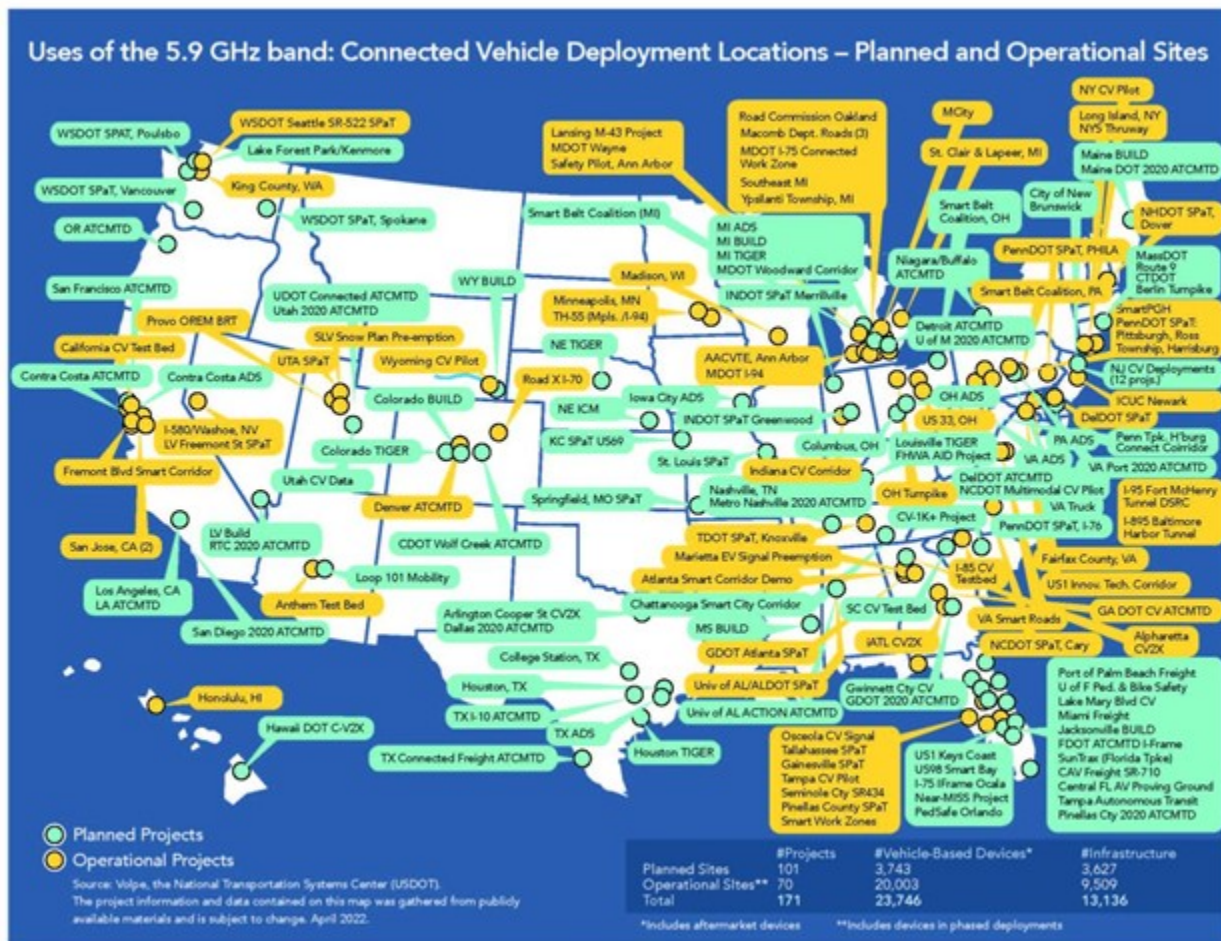 Uses of the 5.9 GHz band: Connected Vehicle Deployment Locations – Planned and Operational Sites
WSDOT SPAT, Poulsbo
WSDOT Seattle SR-522 SPaT
Lake Forest Park/Kenmore
King County, WA
WSDOT SPaT, Vancouver
WSDOT SPaT, Spokane
OR ATCMTD
San Francisco ATCMTD
Provo OREM BRT
California CV Test Bed
Contra Costa ATCMTD
Contra Costa ADS
UDOT Connected ATCMTD
Utah 2020 ATCMTD
SLV Snow Plan Pre-emption
UTA SPaT
WY BUILD
Wyoming CV Pilot
Road X I-70
Colorado BUILD
I-580/Washoe, NV
LV Freemont St SPaT
Fremont Blvd Smart Corridor
Colorado TIGER
Utah CV Data
Denver ATCMTD
San Jose, CA (2)
LV Build
RTC 2020 ATCMTD
CDOT Wolf Creek ATCMTD
Los Angeles, CA
LA ATCMTD
Loop 101 Mobility
Anthem Test Bed
San Diego 2020 ATCMTD
Honolulu, HI
Hawaii DOT C-V2X
Lansing M-43 Project
MDOT Wayne
Safety Pilot, Ann Arbor
Road Commission Oakland
Macomb Dept. Roads (3)
MDOT I-75 Connected
Work Zone
Southeast MI
Ypsilanti Township, MI
MCity
St. Clair & Lapeer, MI
NY CV Pilot
Long Island, NY
NYS Thruway
Maine BUILD
Maine DOT 2020 ATCMTD
City of New
Brunswick
NHDOT SPaT,
Dover
Smart Belt Coalition (MI)
MI ADS
MI BUILD
MI TIGER
MDOT Woodward Corridor
Smart Belt
Coalition, OH
Niagara/Buffalo
ATCMTD
PennDOT SPaT, PHILA
Smart Belt Coalition, PA
MassDOT
Route 9
CTDOT
Berlin Turnpike
Madison, WI
Minneapolis, MN
TH-55 (Mpls. /I-94)
INDOT SPaT Merrillville
Detroit ATCMTD
U of M 2020 ATCMTD
SmartPGH
PennDOT SPaT:
Pittsburgh, Ross
Township, Harrisburg
NE TIGER
AACVTE, Ann Arbor
MDOT I-94
NJ CV Deployments
(12 projs.)
ICUC Newark
DelDOT SPaT
Iowa City ADS
NE ICM
INDOT SPaT Greenwood
OH ADS
US 33, OH
KC SPaT US69
St. Louis SPaT
Columbus, OH
Louisville TIGER
FHWA AID Project
PA ADS
Penn Tpk, H'burg
Connect Coirridor
VA ADS
Indiana CV Corridor
DelDOT ATCMTD
VA Port 2020 ATCMTD
Springfield, MO SPaT
Nashville, TN
Metro Nashville 2020 ATCMTD
OH Turnpike
NCDOT Multimodal CV Pilot
VA Truck
I-95 Fort McHenry
Tunnel DSRC
I-895 Baltimore
Harbor Tunnel
CV-1K+ Project
PennDOT SPaT, I-76
TDOT SPaT, Knoxville
Marietta EV Signal Preemption
Atlanta Smart Corridor Demo
I-85 CV
Testbed
Fairfax County, VA
US1 Innov. Tech. Corridor
Arlington Cooper St CV2X
Dallas 2020 ATCMTD
Chattanooga Smart City Corridor
SC CV Test Bed
VA Smart Roads
GA DOT CV ATCMTD
MS BUILD
iATL CV2X
NCDOT SPaT, Cary
Alpharetta
CV2X
GDOT Atlanta SPaT
College Station, TX
Houston, TX
Univ of AL/ALDOT SPaT
Gwinnett Cty CV
GDOT 2020 ATCMTD
TX I-10 ATCMTD
Univ of AL ACTION ATCMTD
TX ADS
Houston TIGER
TX Connected Freight ATCMTD
Osceola CV Signal
Tallahassee SPaT
Gainesville SPaT
Tampa CV Pilot
Seminole Cty SR434
Pinellas County SPaT
Smart Work Zones
US1 Keys Coast
US98 Smart Bay
I-75 IFrame Ocala
Near-MISS Project
PedSafe Orlando
Port of Palm Beach Freight
U of F Ped. & Bike Safety
Lake Mary Blvd CV
Miami Freight
Jacksonville BUILD
FDOT ATCMTD I-Frame
SunTrax (Florida Tpke)
CAV Freight SR-710
Central FL AV Proving Ground
Tampa Autonomous Transit
Pinellas Cty 2020 ATCMTD
Planned Projects
Operational Projects
Source: Volpe, the National Transportation Systems Center (USDOT).
The project information and data contained on this map was gathered from publicly
available materials and is subject to change. April 2022.
#Projects #Vehicle-Based Devices* #Infrastructure
Planned Sites 101 3,743 3,627
Operational Sites** 70 20,003 9,509
Total 171 23,746 13,136
*Includes aftermarket devices **Includes devices in phased deployments